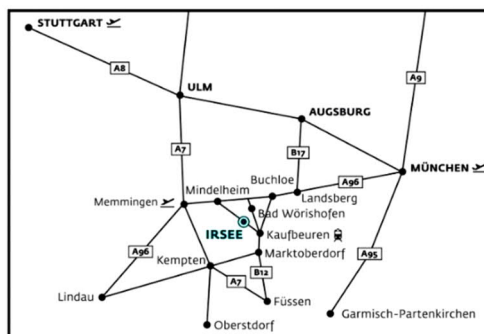 STUTTGART
A8
A9
ULM
AUGSBURG
A7
B17
MÜNCHEN
Buchloe
A96
Mindelheim
Landsberg
Memmingen
Bad Wörishofen
IRSEE
Kaufbeuren
A96
Marktoberdorf
Kempten
A95
B12
A7
Lindau
Füssen
Garmisch-Partenkirchen
Oberstdorf